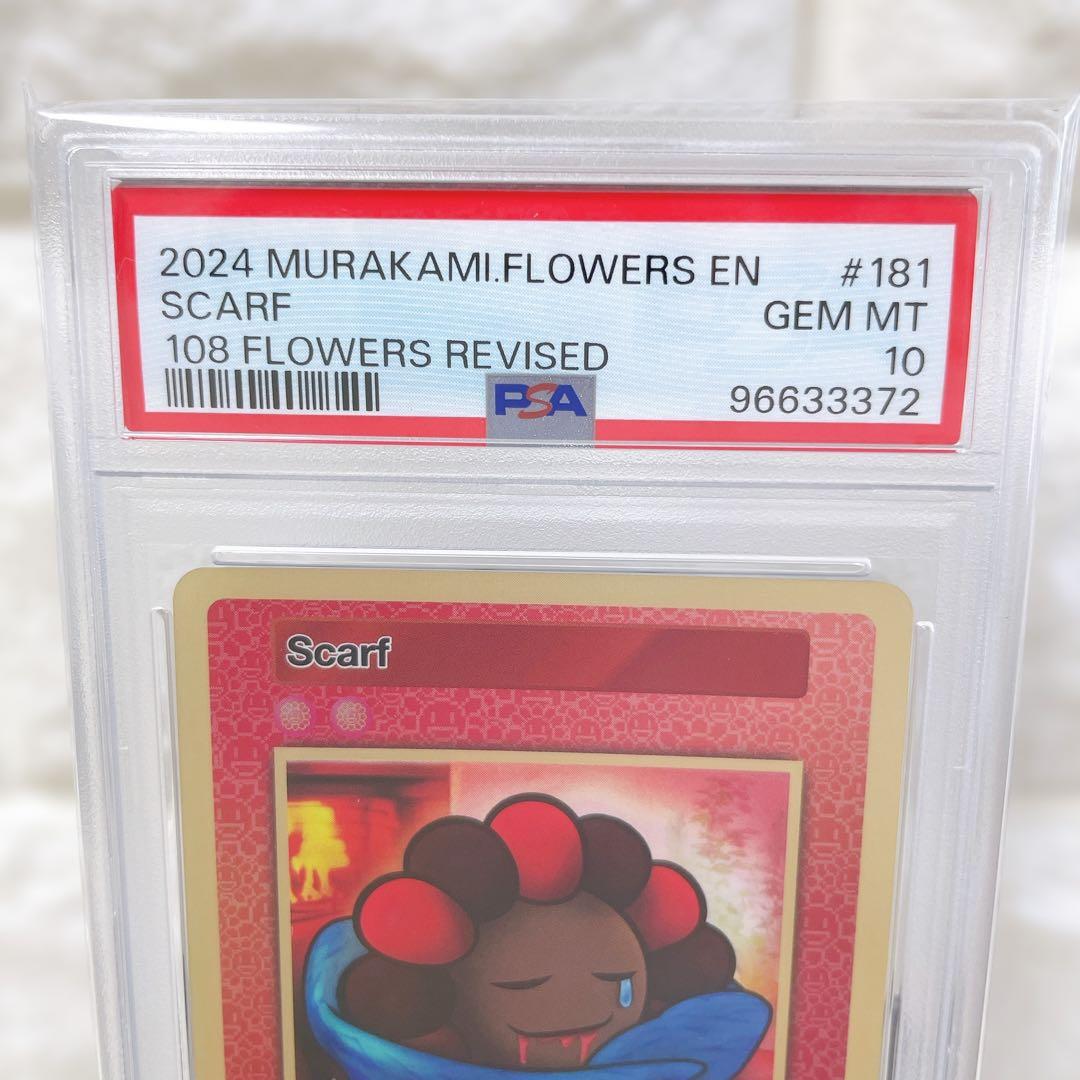 2024 MURAKAMI.FLOWERS EN #181
SCARF GEM MT
108 FLOWERS REVISED 10
PSA 96633372
Scarf